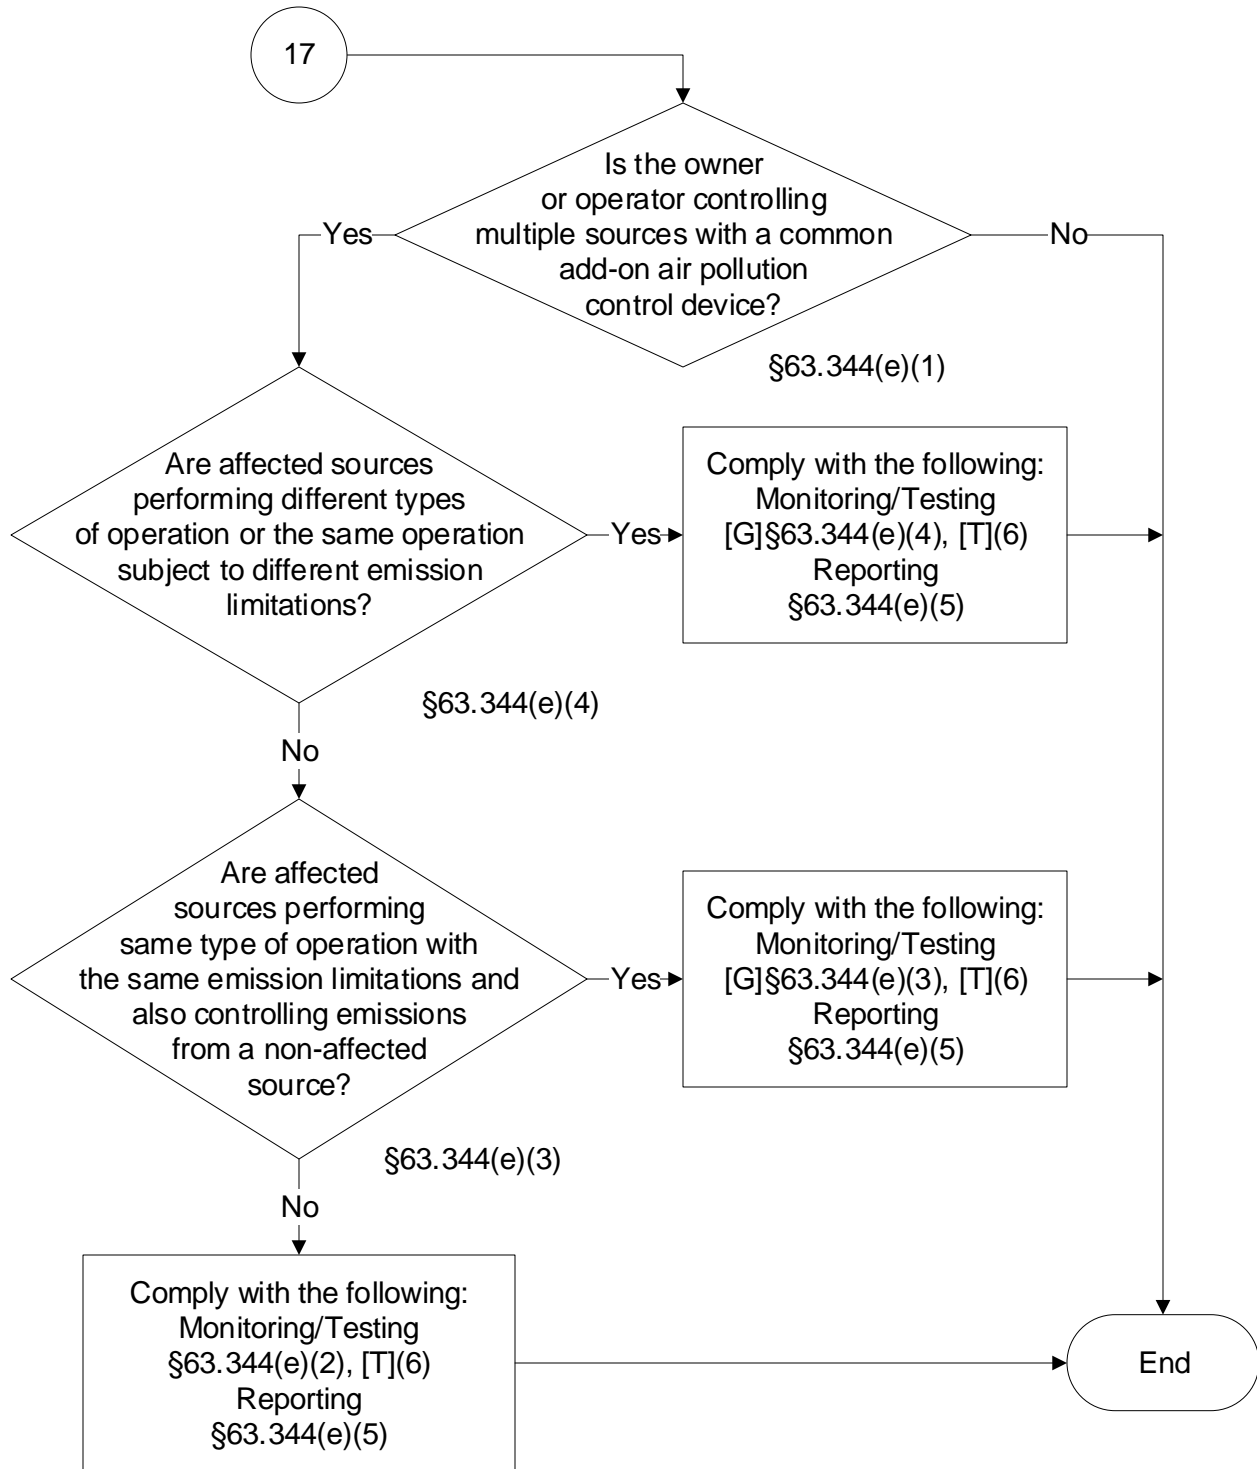 17
Is the owner
or operator controlling
multiple sources with a common
add-on air pollution
control device?
Yes
No
§63.344(e)(1)
Are affected sources
performing different types
of operation or the same operation
subject to different emission
limitations?
Yes
Comply with the following:
Monitoring/Testing
[G]§63.344(e)(4), [T](6)
Reporting
§63.344(e)(5)
§63.344(e)(4)
No
Are affected
sources performing
same type of operation with
the same emission limitations and
also controlling emissions
from a non-affected
source?
Yes
Comply with the following:
Monitoring/Testing
[G]§63.344(e)(3), [T](6)
Reporting
§63.344(e)(5)
§63.344(e)(3)
No
Comply with the following:
Monitoring/Testing
§63.344(e)(2), [T](6)
Reporting
§63.344(e)(5)
End